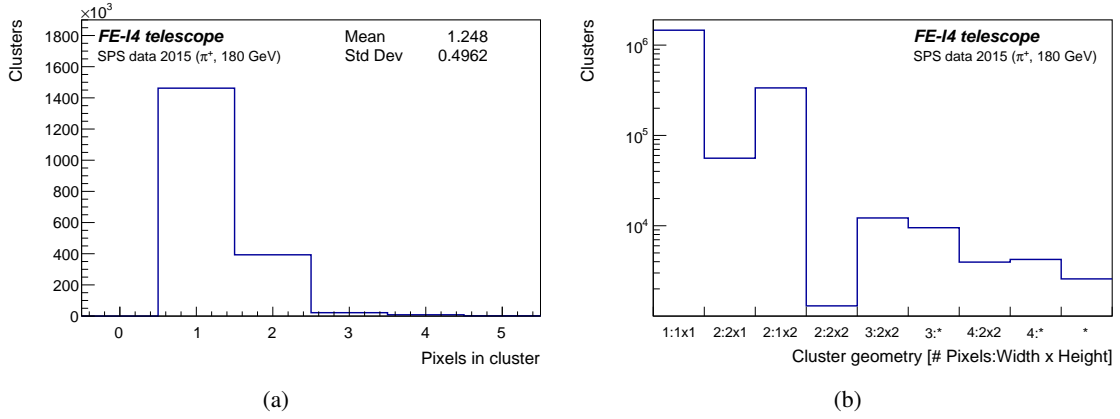 ×10³
Clusters
1800
1600
1400
1200
1000
800
600
400
200
0
FE-I4 telescope
SPS data 2015 (π⁺, 180 GeV)
Mean 1.248
Std Dev 0.4962
0 1 2 3 4 5
Pixels in cluster
(a)
Clusters
10⁶
10⁵
10⁴
FE-I4 telescope
SPS data 2015 (π⁺, 180 GeV)
1:1x1 2:2x1 2:1x2 2:2x2 3:2x2 3:* 4:2x2 4:* *
Cluster geometry [# Pixels:Width x Height]
(b)